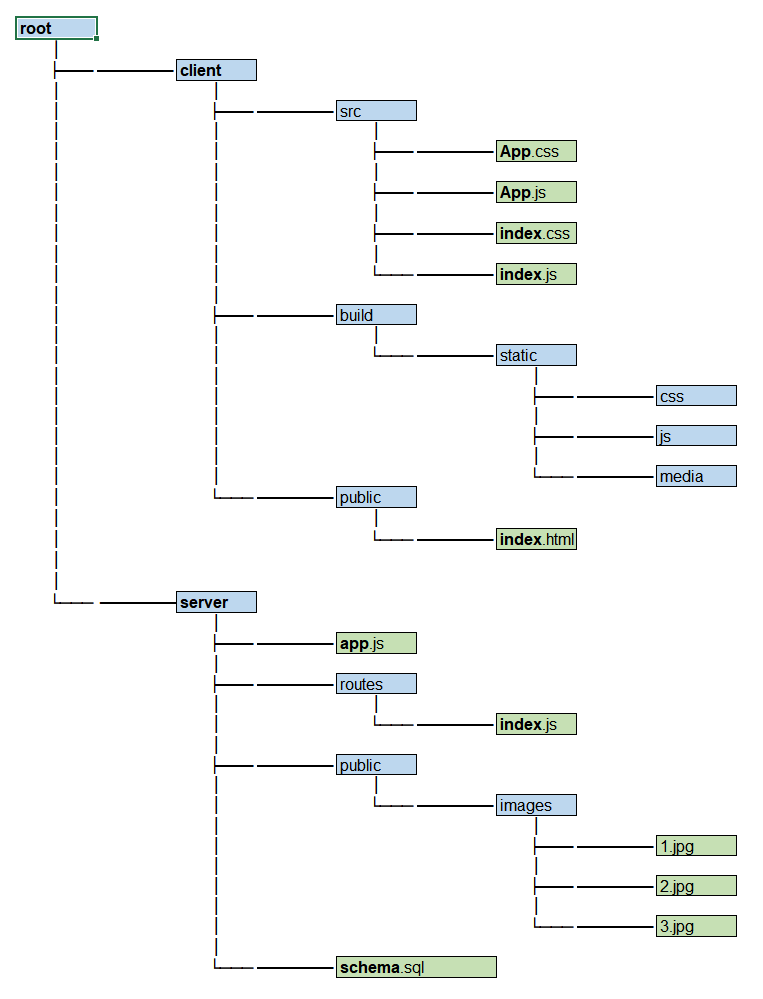 root
client
src
App.css
App.js
index.css
index.js
build
static
css
js
media
public
index.html
server
app.js
routes
index.js
public
images
1.jpg
2.jpg
3.jpg
schema.sql